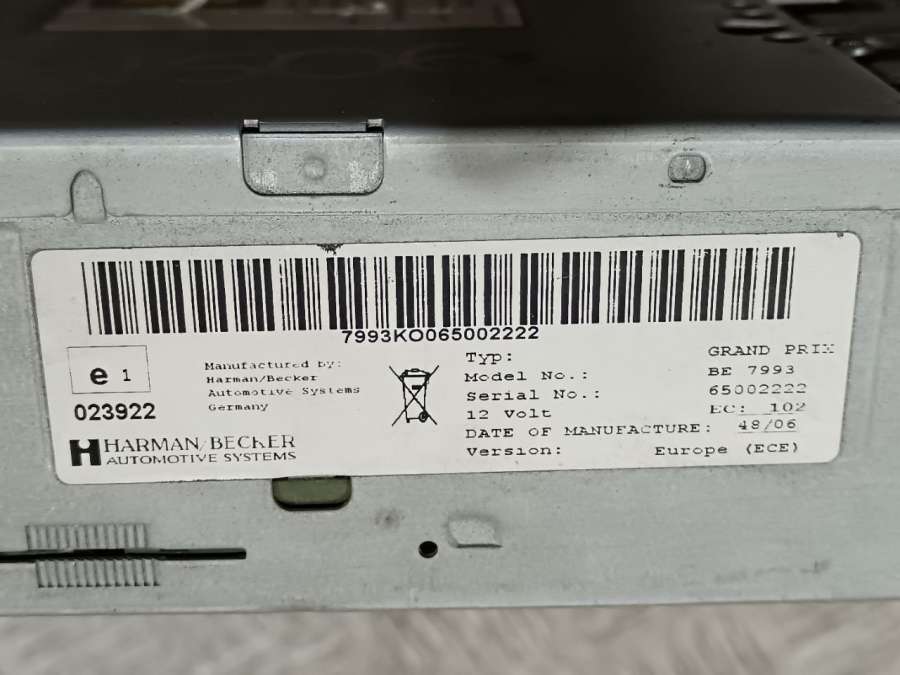 7993KO065002222
e 1
023922
Manufactured by:
Harman/Becker
Automotive Systems
Germany
HARMAN/BECKER
AUTOMOTIVE SYSTEMS
Typ: GRAND PRIX
Model No.: BE 7993
Serial No.: 65002222
12 Volt EC: 102
DATE OF MANUFACTURE: 48/06
Version: Europe (ECE)